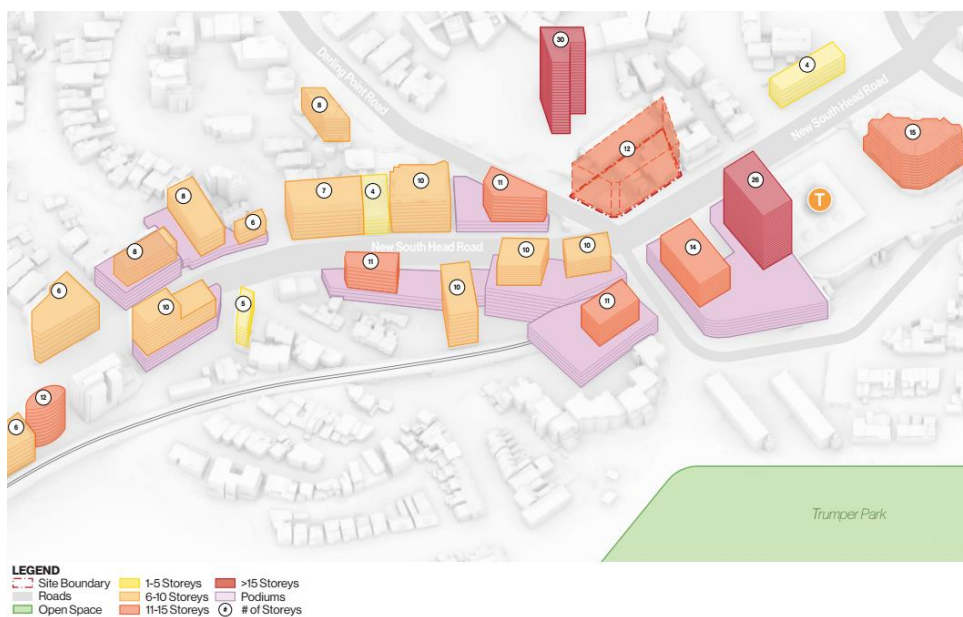 30
4
Darling Point Road
New South Head Road
8
15
12
7
4
10
11
26
T
8
6
New South Head Road
14
8
11
10
10
10
6
10
5
11
12
6
Trumper Park
LEGEND
Site Boundary
Roads
Open Space
1-5 Storeys
6-10 Storeys
11-15 Storeys
>15 Storeys
Podiums
# # of Storeys